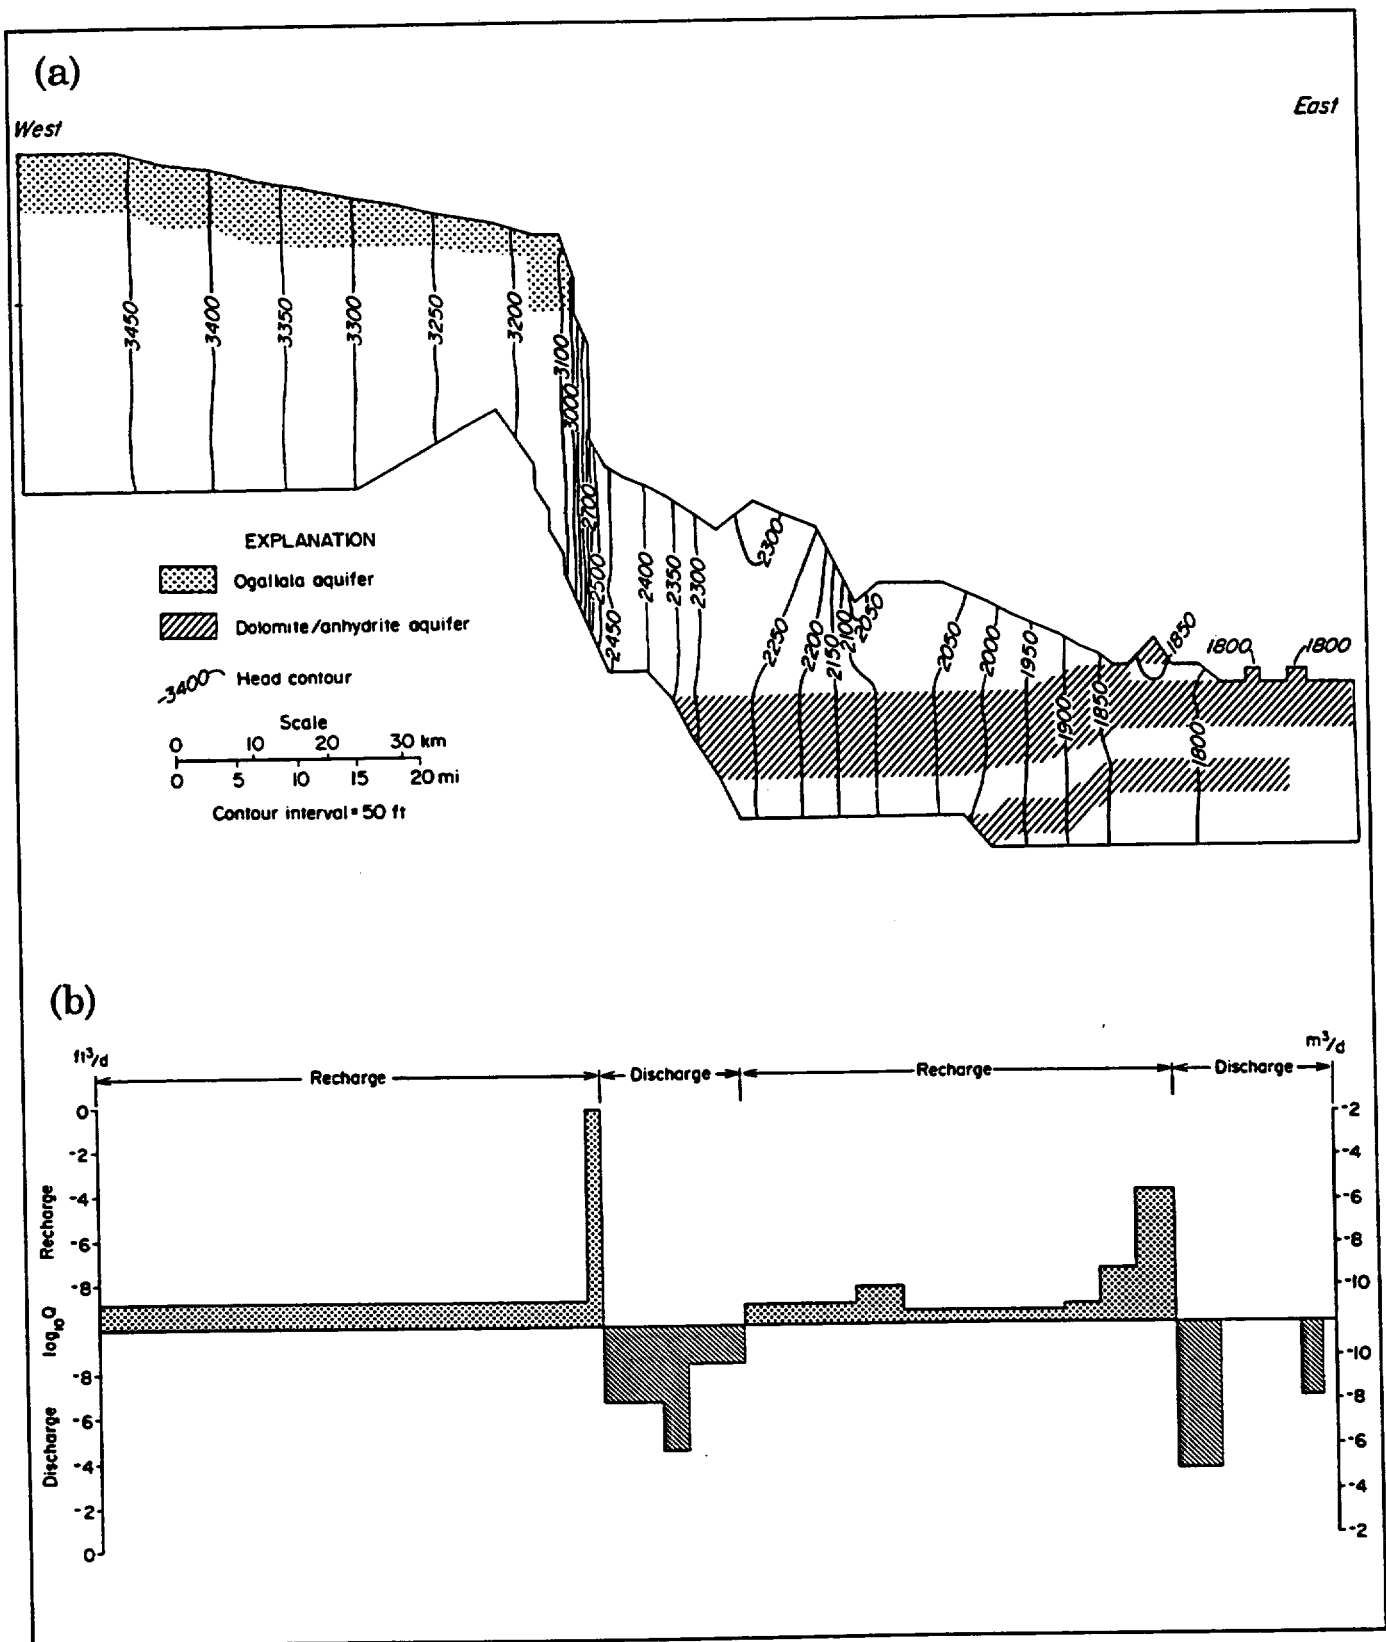 (a)
West
East
3450
3400
3350
3300
3250
3200
3100
3000
2700
2500
2450
2400
2350
2300
2300
2250
2200
2150
2100
2050
2050
2000
1950
1900
1850
1850
1800
1800
1800
EXPLANATION
Ogallala aquifer
Dolomite/anhydrite aquifer
-3400 Head contour
Scale
0 10 20 30 km
0 5 10 15 20 mi
Contour interval = 50 ft
(b)
ft³/d
m³/d
Recharge
Discharge
Recharge
Discharge
0
-2
-4
-6
-8
-8
-6
-4
-2
0
Discharge log₁₀Q Recharge
-2
-4
-6
-8
-10
-10
-8
-6
-4
-2